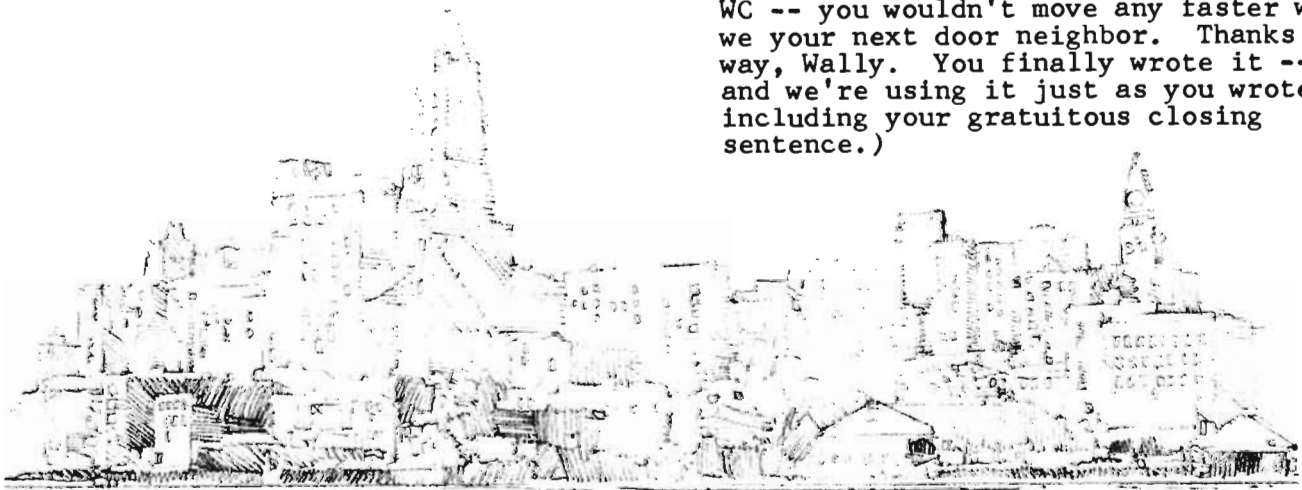 WC -- you wouldn't move any faster w
we your next door neighbor. Thanks
way, Wally. You finally wrote it --
and we're using it just as you wrote
including your gratuitous closing
sentence.)